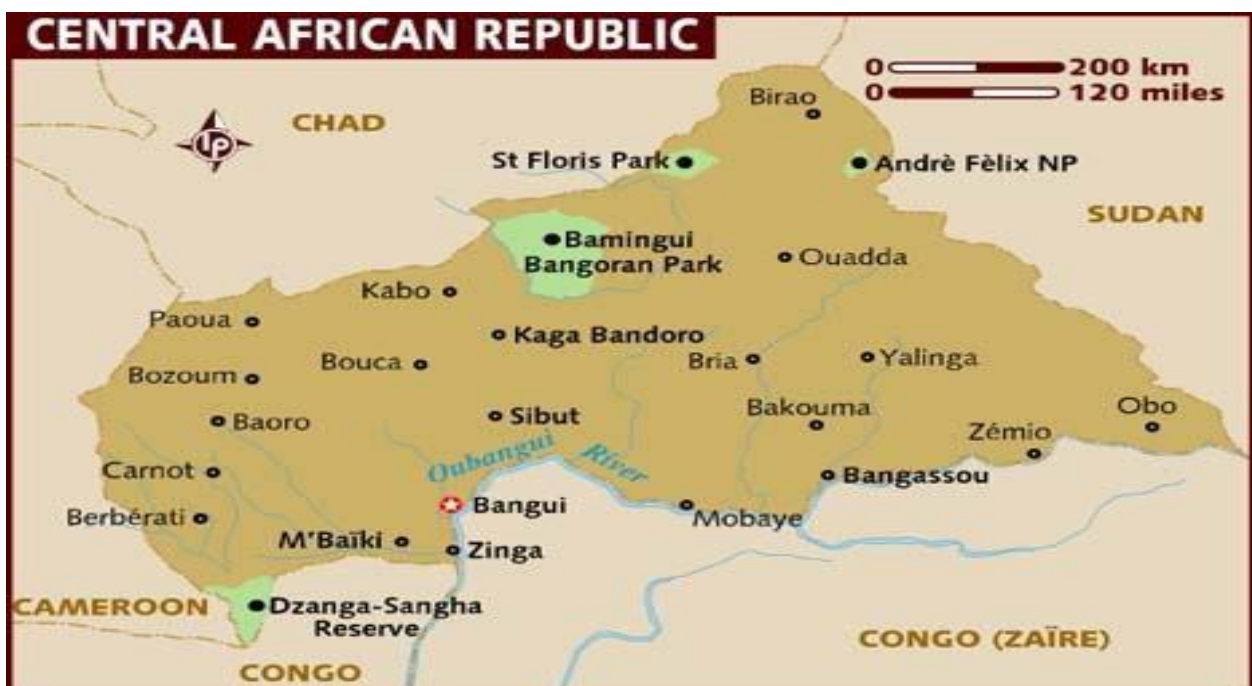 CENTRAL AFRICAN REPUBLIC
0 200 km
0 120 miles
Birao
CHAD
LP
St Floris Park
Andrè Fèlix NP
SUDAN
Bamingui
Bangoran Park
Ouadda
Kabo
Paoua
Kaga Bandoro
Bouca
Bria
Yalinga
Bozoum
Bakouma
Obo
Sibut
Baoro
Zémio
Oubangui River
Carnot
Bangassou
Bangui
Mobaye
Berbérati
M'Baïki
Zinga
CAMEROON
Dzanga-Sangha
Reserve
CONGO (ZAÏRE)
CONGO